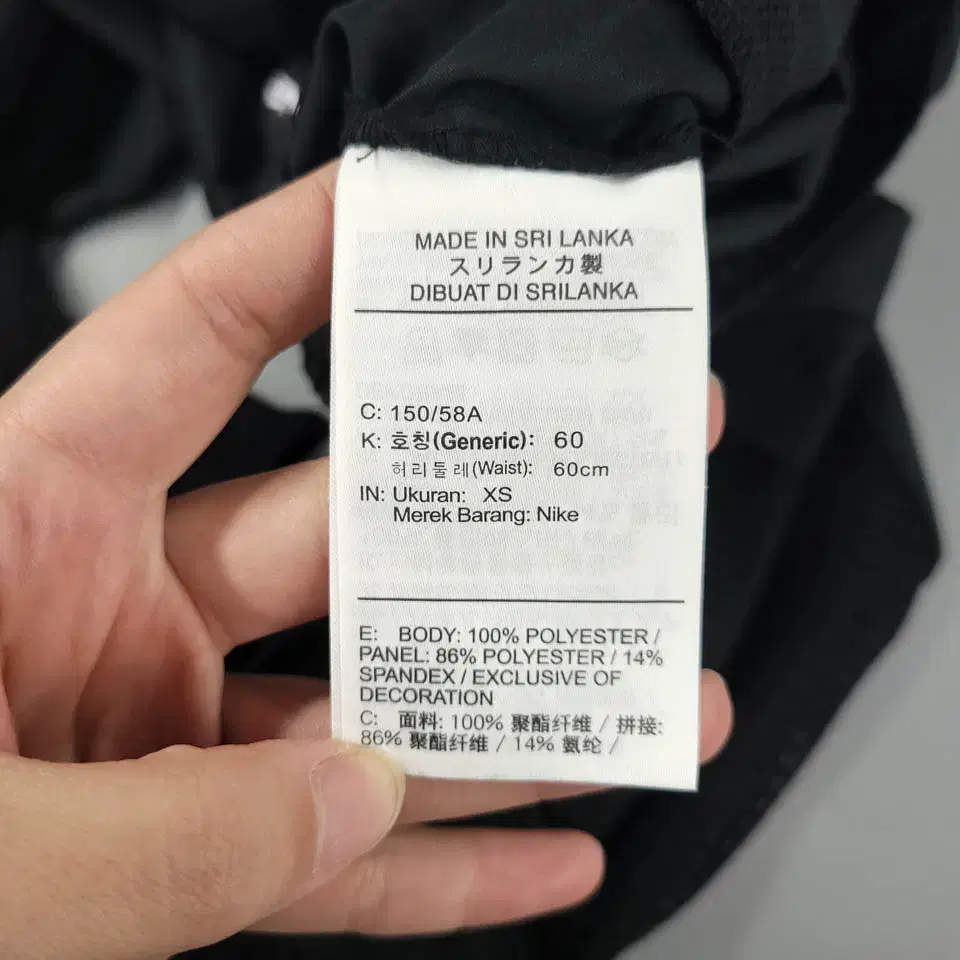 MADE IN SRI LANKA
スリランカ製
DIBUAT DI SRILANKA
C: 150/58A
K: 호칭(Generic): 60
허리둘레(Waist): 60cm
IN: Ukuran: XS
Merek Barang: Nike
E: BODY: 100% POLYESTER /
PANEL: 86% POLYESTER / 14%
SPANDEX / EXCLUSIVE OF
DECORATION
C: 面料: 100% 聚酯纤维 / 拼接:
86% 聚酯纤维 / 14% 氨纶 /